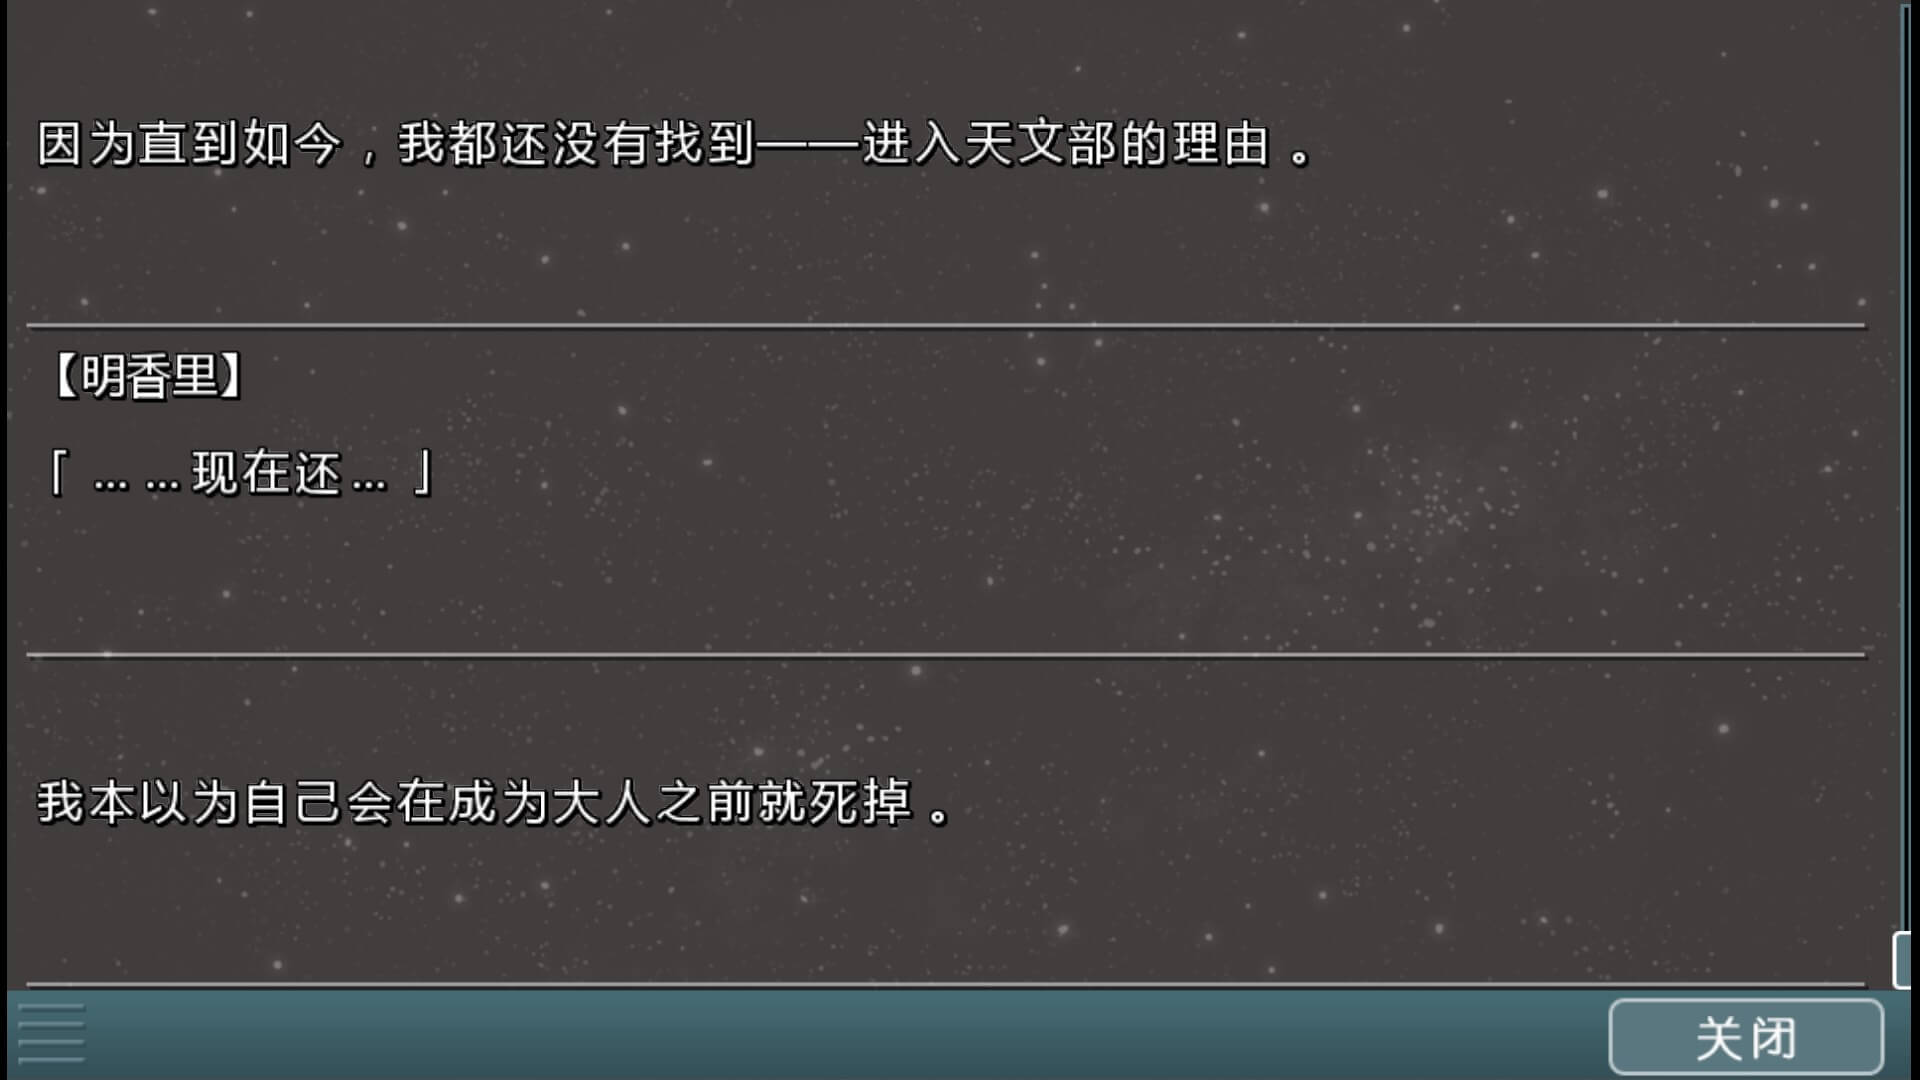 因为直到如今，我都还没有找到——进入天文部的理由。
【明香里】
「……现在还…」
我本以为自己会在成为大人之前就死掉。
关闭